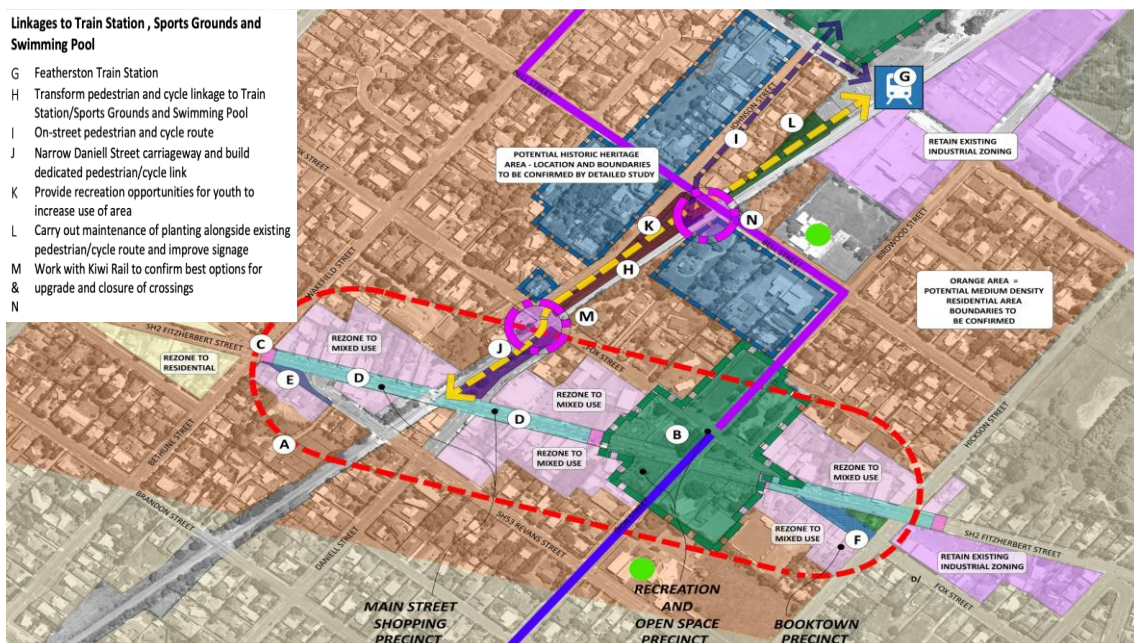 Linkages to Train Station , Sports Grounds and
Swimming Pool
G Featherston Train Station
H Transform pedestrian and cycle linkage to Train
Station/Sports Grounds and Swimming Pool
I On-street pedestrian and cycle route
J Narrow Daniell Street carriageway and build
dedicated pedestrian/cycle link
K Provide recreation opportunities for youth to
increase use of area
L Carry out maintenance of planting alongside existing
pedestrian/cycle route and improve signage
M Work with Kiwi Rail to confirm best options for
& upgrade and closure of crossings
N
G
BELL STREET
JOHNSON STREET
L
I
RETAIN EXISTING
INDUSTRIAL ZONING
FOX STREET
POTENTIAL HISTORIC HERITAGE
AREA - LOCATION AND BOUNDARIES
TO BE CONFIRMED BY DETAILED STUDY
K
N
BELL STREET
BIRDWOOD STREET
WAKEFIELD STREET
H
ORANGE AREA =
POTENTIAL MEDIUM DENSITY
RESIDENTIAL AREA
BOUNDARIES TO
BE CONFIRMED
M
SH2 FITZHERBERT STREET
REZONE TO
MIXED USE
J
FOX STREET
C
REZONE TO
RESIDENTIAL
E
D
REZONE TO
MIXED USE
D
B
REZONE TO
MIXED USE
HICKSON STREET
BETHUNE STREET
A
REZONE TO
MIXED USE
REZONE TO
MIXED USE
BRANDON STREET
SH53 REVANS STREET
F
SH2 FITZHERBERT STREET
DANIELL STREET
RETAIN EXISTING
INDUSTRIAL ZONING
D/
FOX STREET
MAIN STREET
SHOPPING
PRECINCT
RECREATION
AND
OPEN SPACE
PRECINCT
BOOKTOWN
PRECINCT